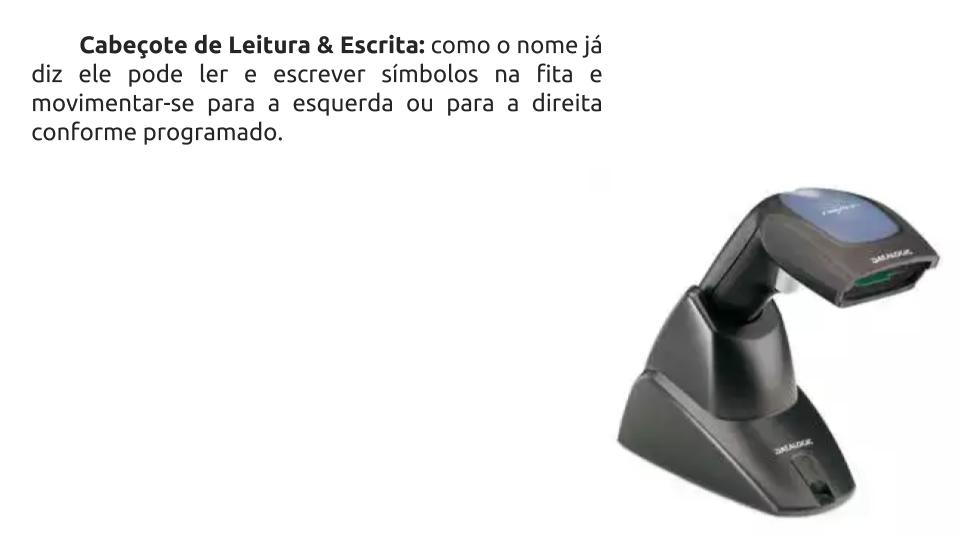 Cabeçote de Leitura & Escrita: como o nome já
diz ele pode ler e escrever símbolos na fita e
movimentar-se para a esquerda ou para a direita
conforme programado.
DATALOGIC
DATALOGIC